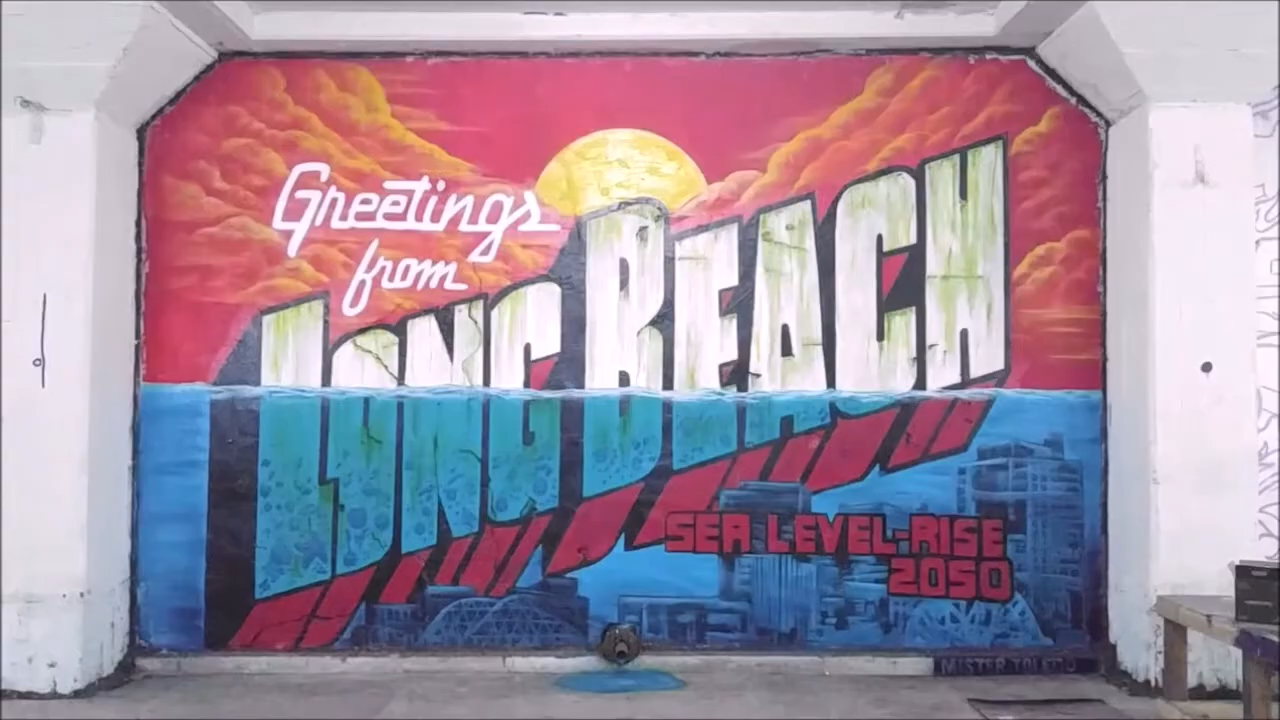 Greetings
from
LONG BEACH
SEA LEVEL-RISE
2050
MISTER TOLEDO